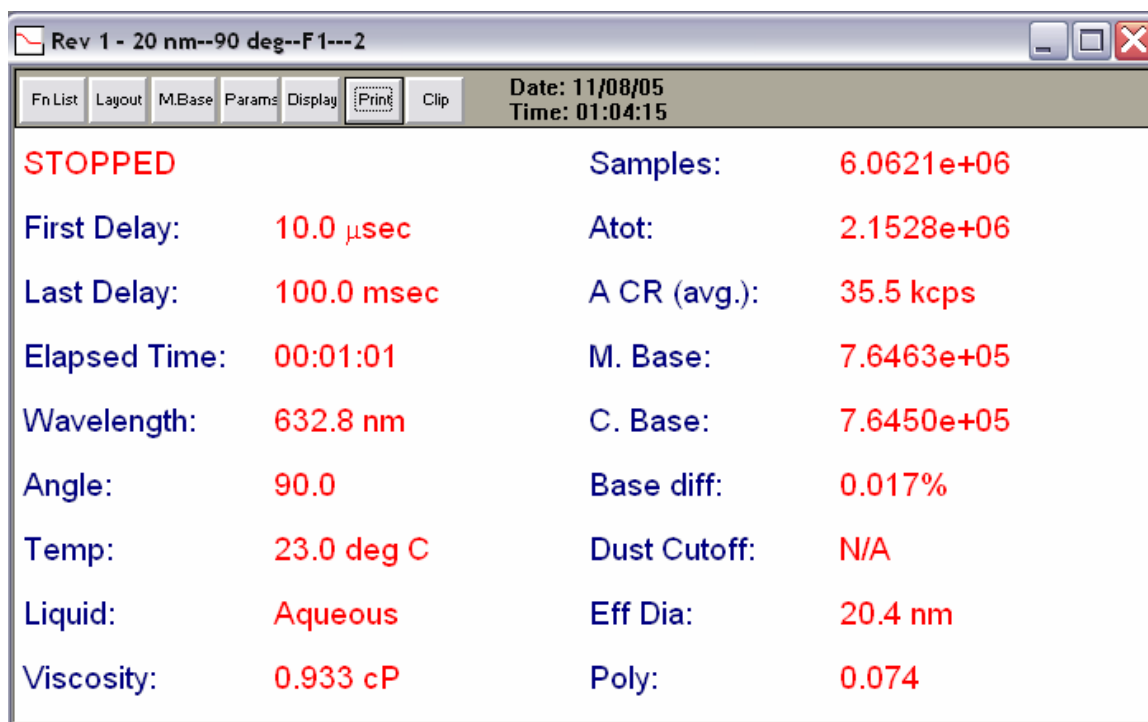 Rev 1 - 20 nm--90 deg--F1---2
Fn List Layout M.Base Params Display Print Clip
Date: 11/08/05
Time: 01:04:15
STOPPED Samples: 6.0621e+06
First Delay: 10.0 μsec Atot: 2.1528e+06
Last Delay: 100.0 msec A CR (avg.): 35.5 kcps
Elapsed Time: 00:01:01 M. Base: 7.6463e+05
Wavelength: 632.8 nm C. Base: 7.6450e+05
Angle: 90.0 Base diff: 0.017%
Temp: 23.0 deg C Dust Cutoff: N/A
Liquid: Aqueous Eff Dia: 20.4 nm
Viscosity: 0.933 cP Poly: 0.074